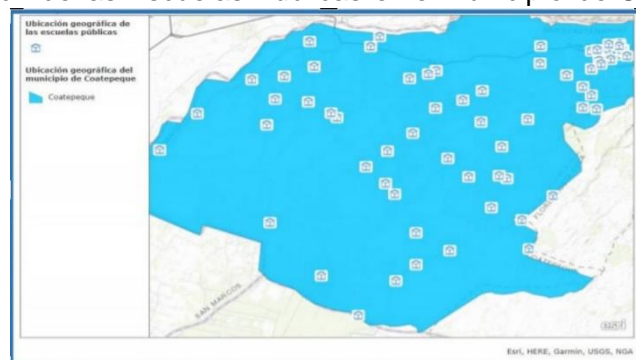 Ubicación geográfica de
las escuelas públicas
Ubicación geográfica del
municipio de Coatepeque
Coatepeque
FLORES
SAN MARCOS
esri
Esri, HERE, Garmin, USGS, NGA